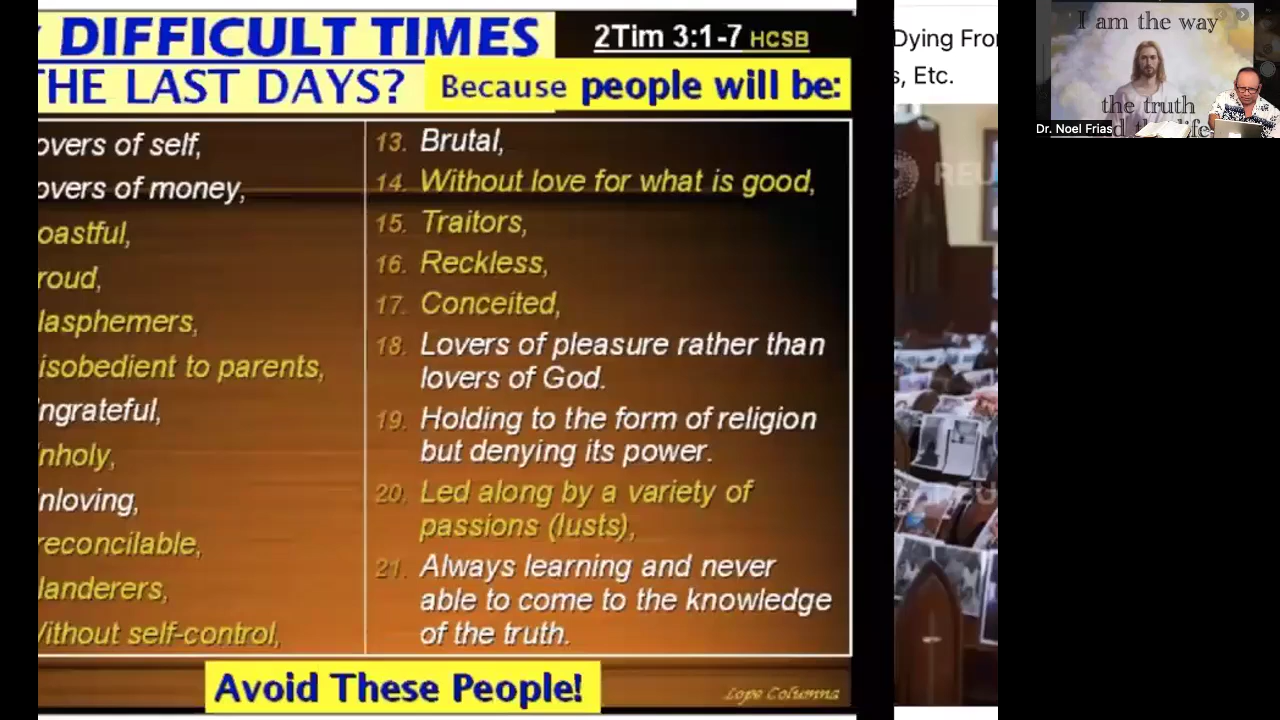 DIFFICULT TIMES
2Tim 3:1-7 HCSB
HE LAST DAYS?
Because people will be:
overs of self,
overs of money,
oastful,
roud,
lasphemers,
isobedient to parents,
ngrateful,
nholy,
nloving,
reconcilable,
landerers,
Without self-control,
13. Brutal,
14. Without love for what is good,
15. Traitors,
16. Reckless,
17. Conceited,
18. Lovers of pleasure rather than
lovers of God.
19. Holding to the form of religion
but denying its power.
20. Led along by a variety of
passions (lusts),
21. Always learning and never
able to come to the knowledge
of the truth.
Avoid These People!
Lope Columna
Dying Fro
s, Etc.
REU
I am the way
the truth
life
Dr. Noel Frias